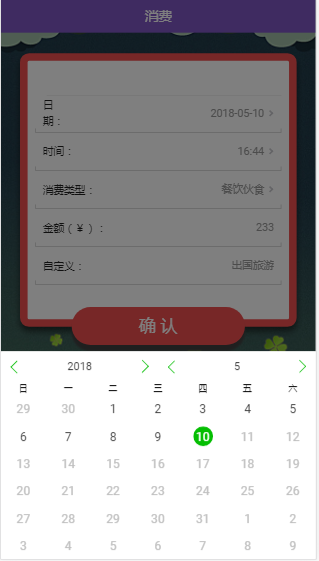 消费
日
期： 2018-05-10 >
时间： 16:44 >
消费类型： 餐饮伙食 >
金额（￥）： 233
自定义： 出国旅游
确 认
< 2018 > < 5 >
日 一 二 三 四 五 六
29 30 1 2 3 4 5
6 7 8 9 10 11 12
13 14 15 16 17 18 19
20 21 22 23 24 25 26
27 28 29 30 31 1 2
3 4 5 6 7 8 9